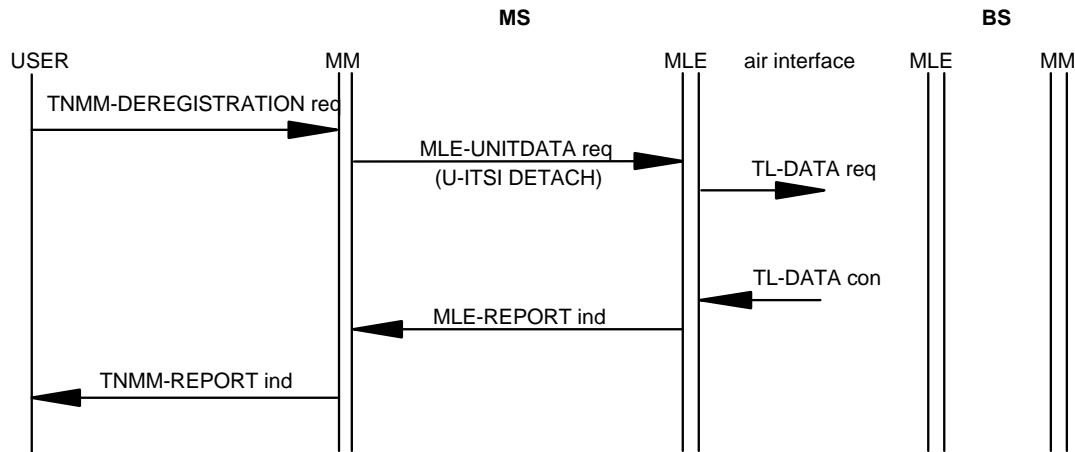 MS BS
USER MM MLE air interface MLE MM
TNMM-DEREGISTRATION req
MLE-UNITDATA req
(U-ITSI DETACH)
TL-DATA req
TL-DATA con
MLE-REPORT ind
TNMM-REPORT ind